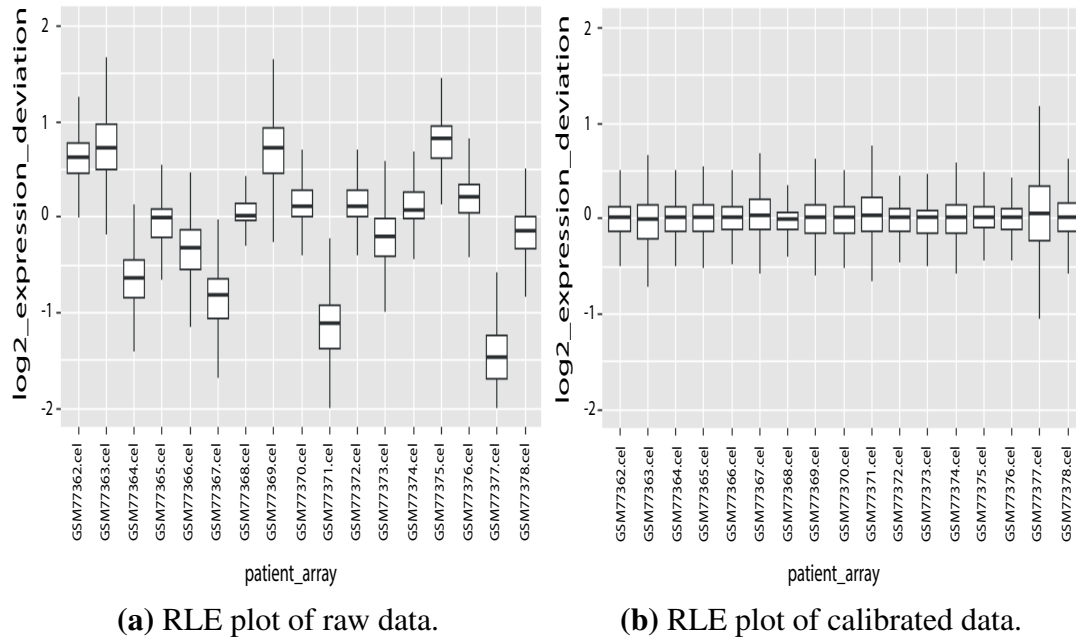 log2_expression_deviation
2
1
0
-1
-2
GSM77362.cel
GSM77363.cel
GSM77364.cel
GSM77365.cel
GSM77366.cel
GSM77367.cel
GSM77368.cel
GSM77369.cel
GSM77370.cel
GSM77371.cel
GSM77372.cel
GSM77373.cel
GSM77374.cel
GSM77375.cel
GSM77376.cel
GSM77377.cel
GSM77378.cel
patient_array
(a) RLE plot of raw data.
log2_expression_deviation
2
1
0
-1
-2
GSM77362.cel
GSM77363.cel
GSM77364.cel
GSM77365.cel
GSM77366.cel
GSM77367.cel
GSM77368.cel
GSM77369.cel
GSM77370.cel
GSM77371.cel
GSM77372.cel
GSM77373.cel
GSM77374.cel
GSM77375.cel
GSM77376.cel
GSM77377.cel
GSM77378.cel
patient_array
(b) RLE plot of calibrated data.